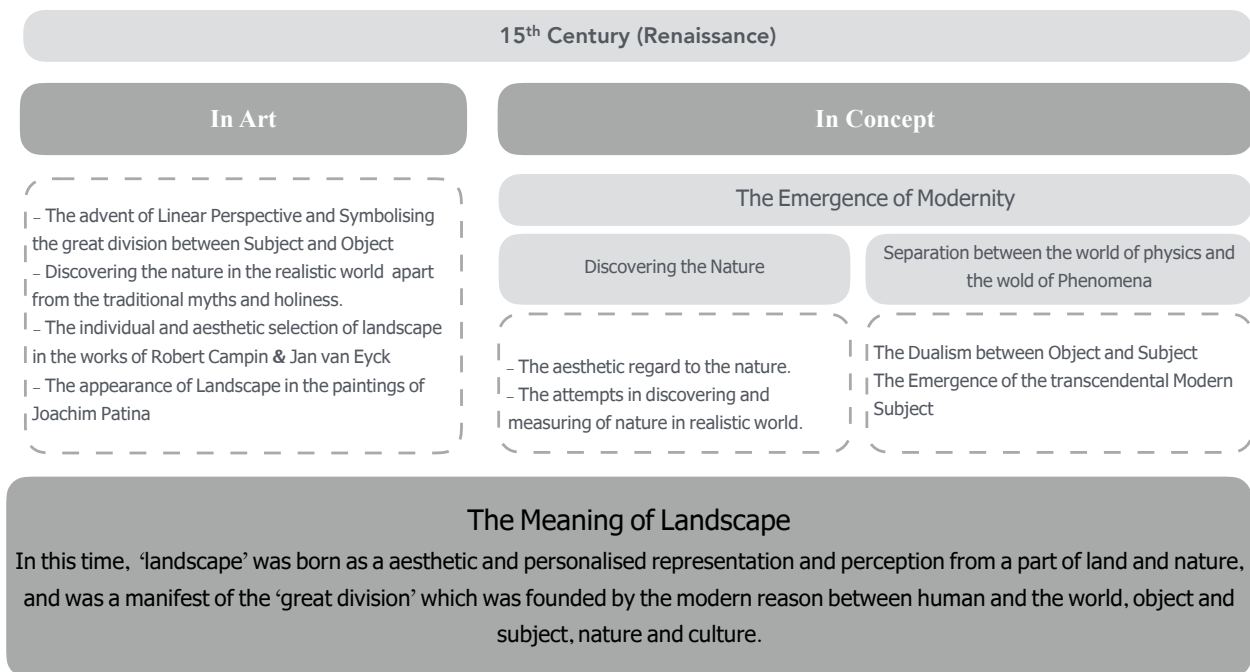 15th Century (Renaissance)
In Art
– The advent of Linear Perspective and Symbolising
the great division between Subject and Object
– Discovering the nature in the realistic world apart
from the traditional myths and holiness.
– The individual and aesthetic selection of landscape
in the works of Robert Campin & Jan van Eyck
– The appearance of Landscape in the paintings of
Joachim Patina
In Concept
The Emergence of Modernity
Discovering the Nature
– The aesthetic regard to the nature.
– The attempts in discovering and
measuring of nature in realistic world.
Separation between the world of physics and
the wold of Phenomena
The Dualism between Object and Subject
The Emergence of the transcendental Modern
Subject
The Meaning of Landscape
In this time, ‘landscape’ was born as a aesthetic and personalised representation and perception from a part of land and nature,
and was a manifest of the ‘great division’ which was founded by the modern reason between human and the world, object and
subject, nature and culture.